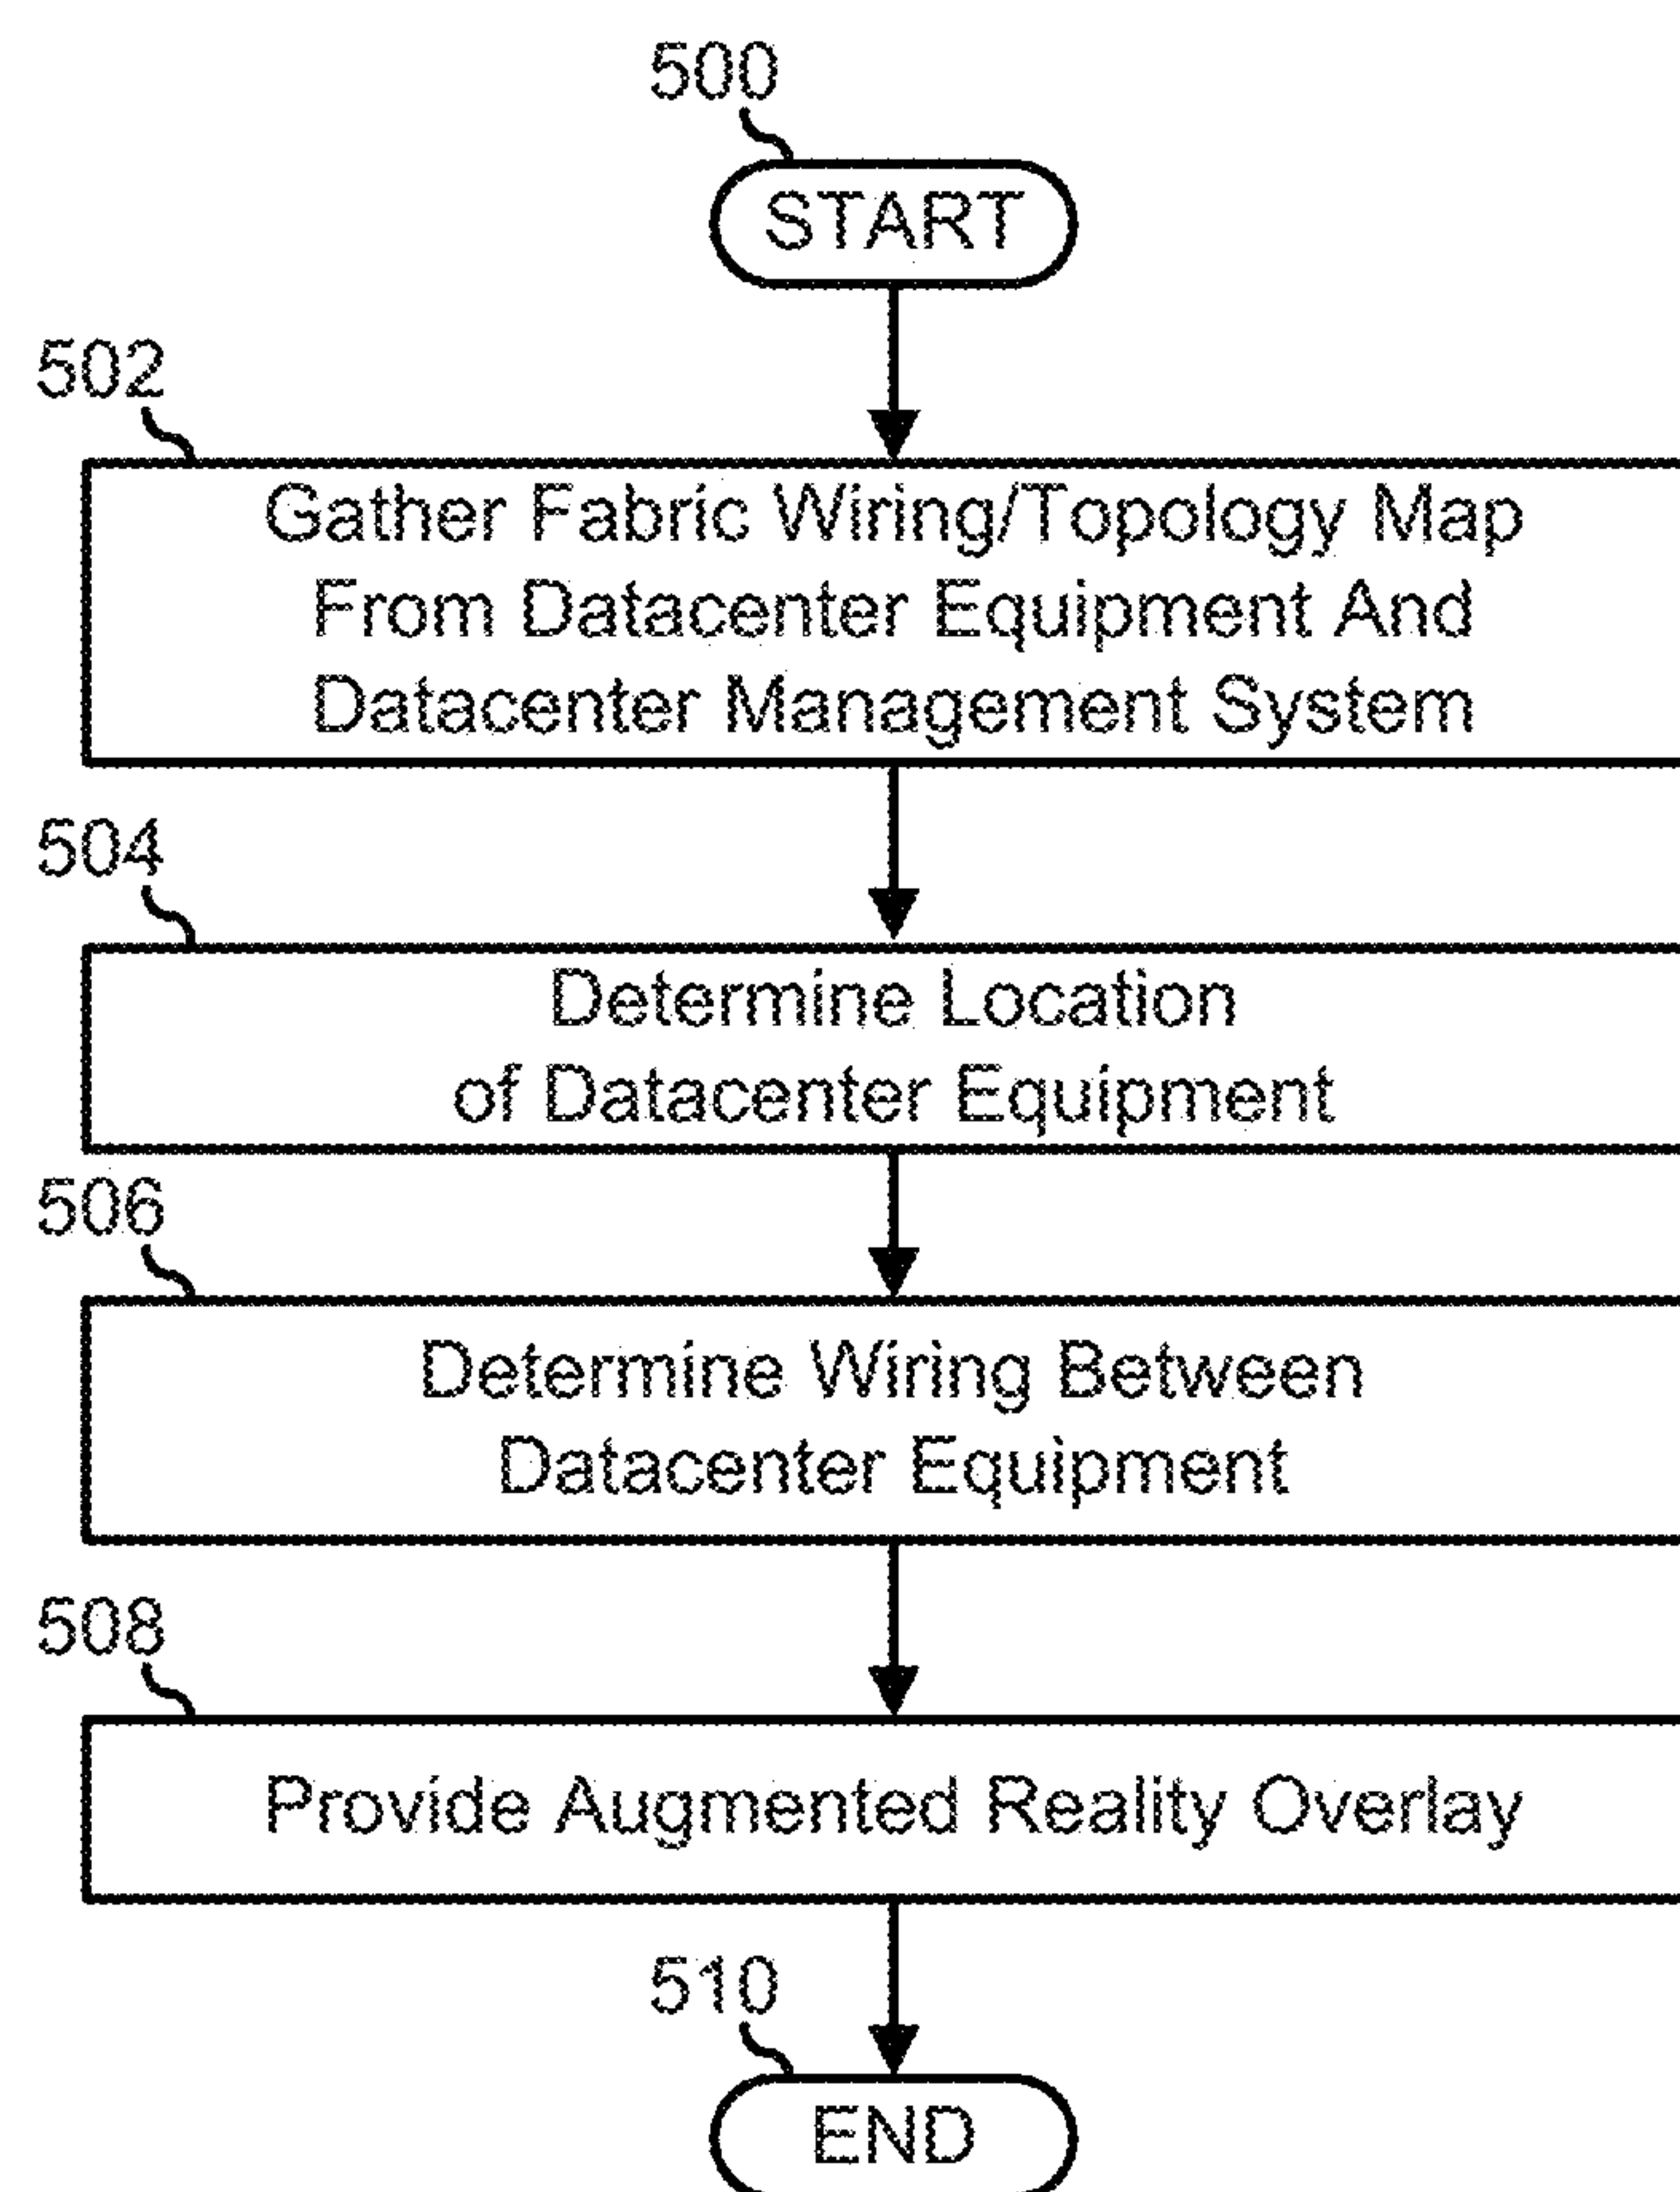 500
START
502
Gather Fabric Wiring/Topology Map
From Datacenter Equipment And
Datacenter Management System
504
Determine Location
of Datacenter Equipment
506
Determine Wiring Between
Datacenter Equipment
508
Provide Augmented Reality Overlay
510
END